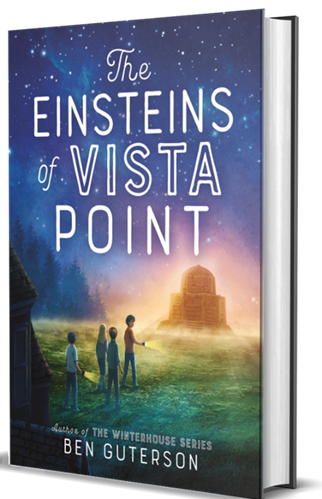 The
EINSTEINS
of VISTA
POINT
Author of THE WINTERHOUSE SERIES
BEN GUTERSON